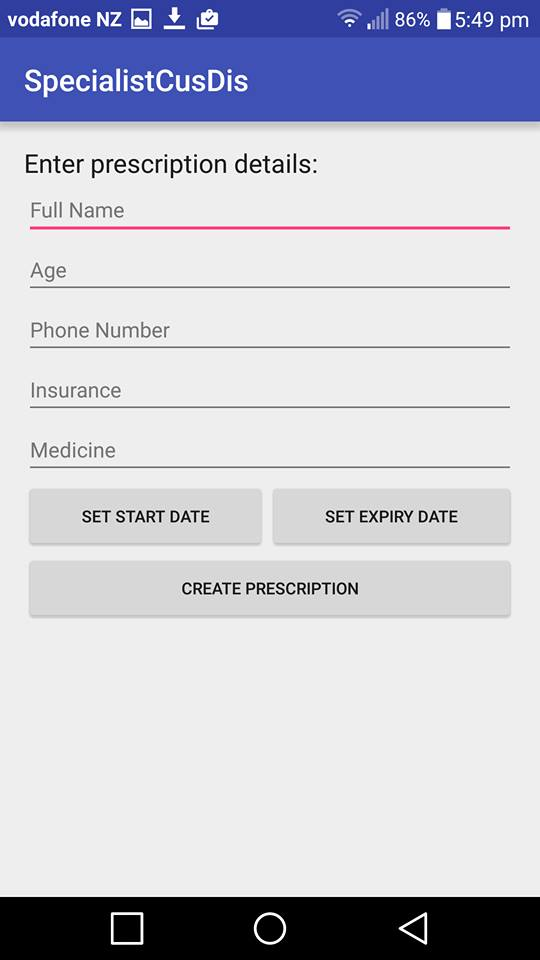 vodafone NZ 86% 5:49 pm
SpecialistCusDis
Enter prescription details:
Full Name
Age
Phone Number
Insurance
Medicine
SET START DATE SET EXPIRY DATE
CREATE PRESCRIPTION